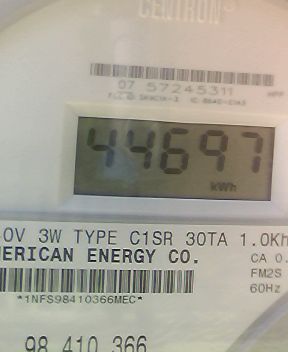 CENTRON
07 57245311
44697
kWh
0V 3W TYPE C1SR 30TA 1.0Kh
MERICAN ENERGY CO.
CA 0.
FM2S
60Hz
*1NFS98410366MEC*
98 410 366